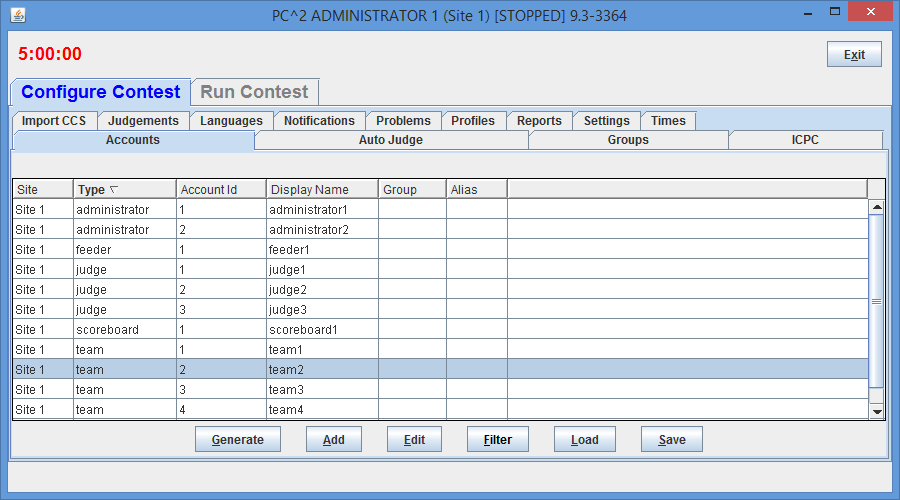 PC^2 ADMINISTRATOR 1 (Site 1) [STOPPED] 9.3-3364
5:00:00
Exit
Configure Contest Run Contest
Import CCS Judgements Languages Notifications Problems Profiles Reports Settings Times
Accounts Auto Judge Groups ICPC
Site Type Account Id Display Name Group Alias
Site 1 administrator 1 administrator1
Site 1 administrator 2 administrator2
Site 1 feeder 1 feeder1
Site 1 judge 1 judge1
Site 1 judge 2 judge2
Site 1 judge 3 judge3
Site 1 scoreboard 1 scoreboard1
Site 1 team 1 team1
Site 1 team 2 team2
Site 1 team 3 team3
Site 1 team 4 team4
Generate Add Edit Filter Load Save